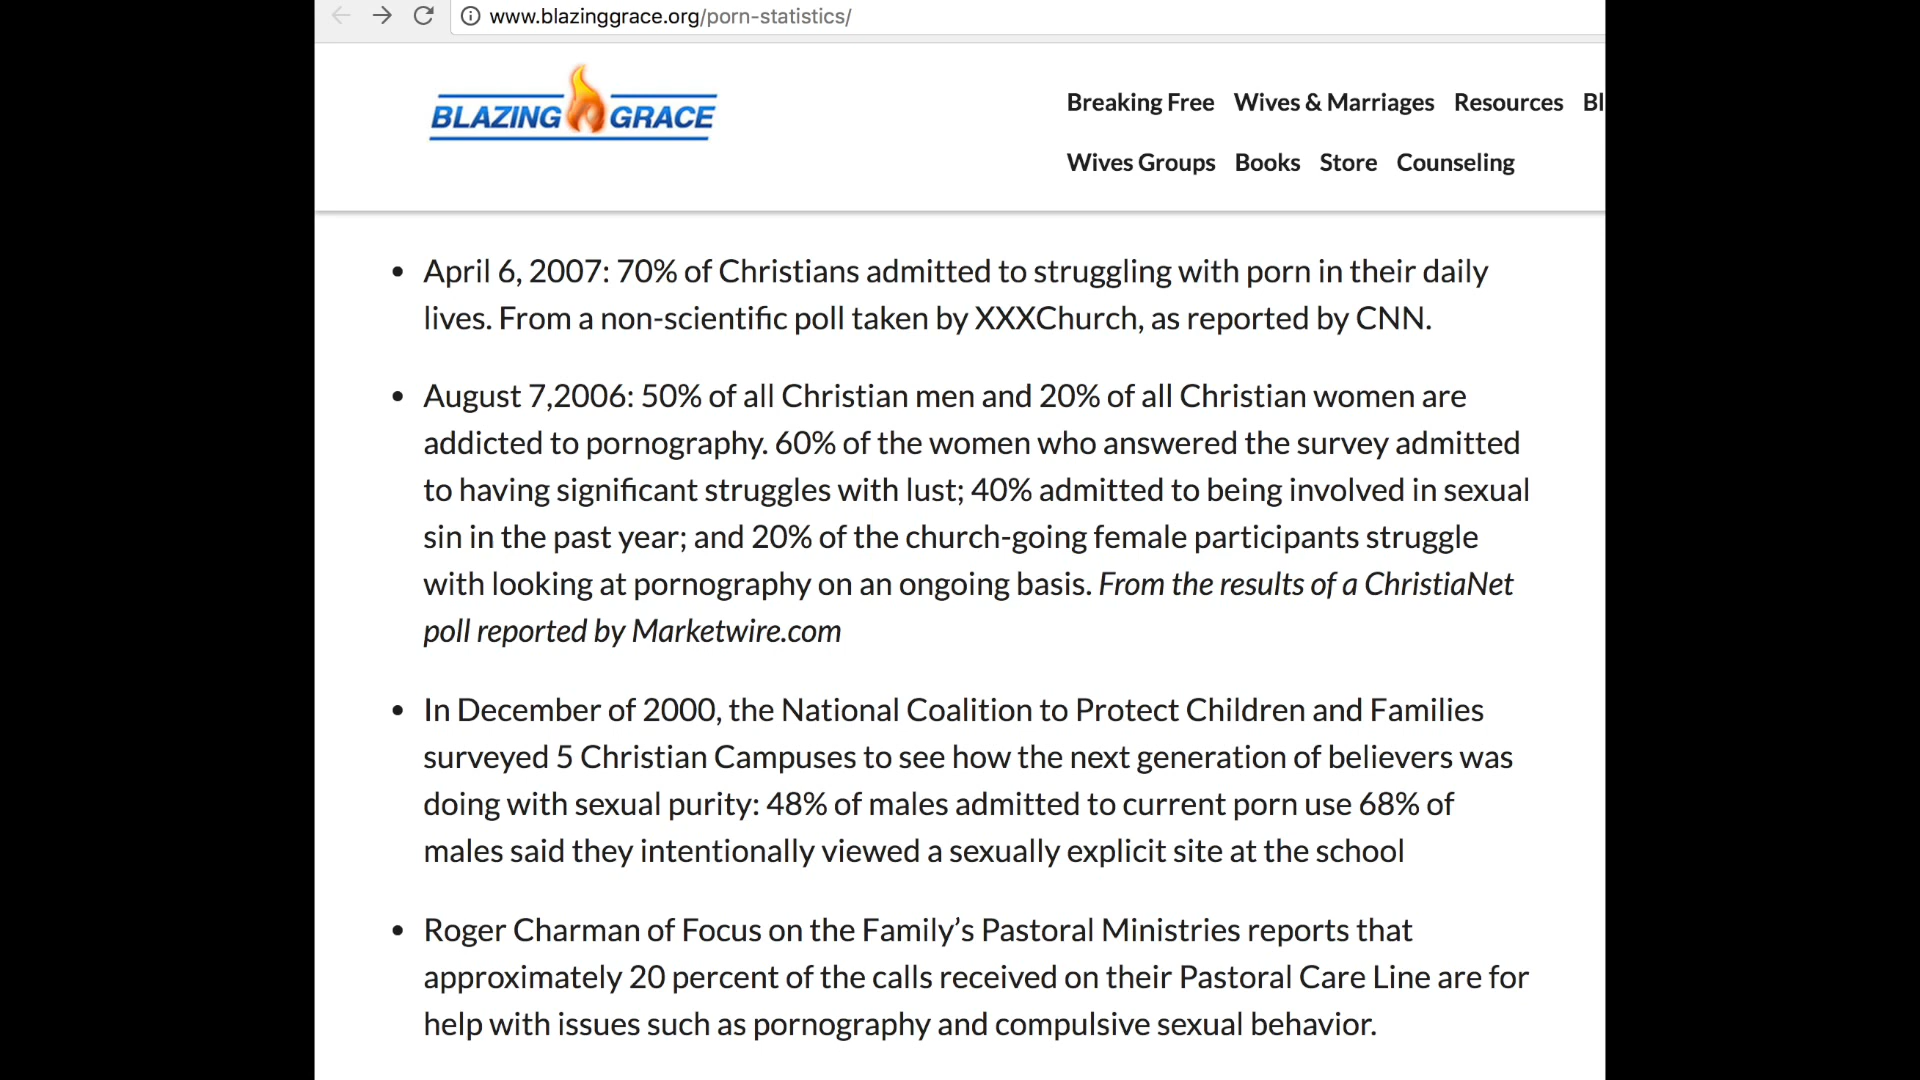 www.blazinggrace.org/porn-statistics/
BLAZING GRACE
Breaking Free Wives & Marriages Resources Bl
Wives Groups Books Store Counseling
• April 6, 2007: 70% of Christians admitted to struggling with porn in their daily
lives. From a non-scientific poll taken by XXXChurch, as reported by CNN.
• August 7,2006: 50% of all Christian men and 20% of all Christian women are
addicted to pornography. 60% of the women who answered the survey admitted
to having significant struggles with lust; 40% admitted to being involved in sexual
sin in the past year; and 20% of the church-going female participants struggle
with looking at pornography on an ongoing basis. From the results of a ChristiaNet
poll reported by Marketwire.com
• In December of 2000, the National Coalition to Protect Children and Families
surveyed 5 Christian Campuses to see how the next generation of believers was
doing with sexual purity: 48% of males admitted to current porn use 68% of
males said they intentionally viewed a sexually explicit site at the school
• Roger Charman of Focus on the Family’s Pastoral Ministries reports that
approximately 20 percent of the calls received on their Pastoral Care Line are for
help with issues such as pornography and compulsive sexual behavior.